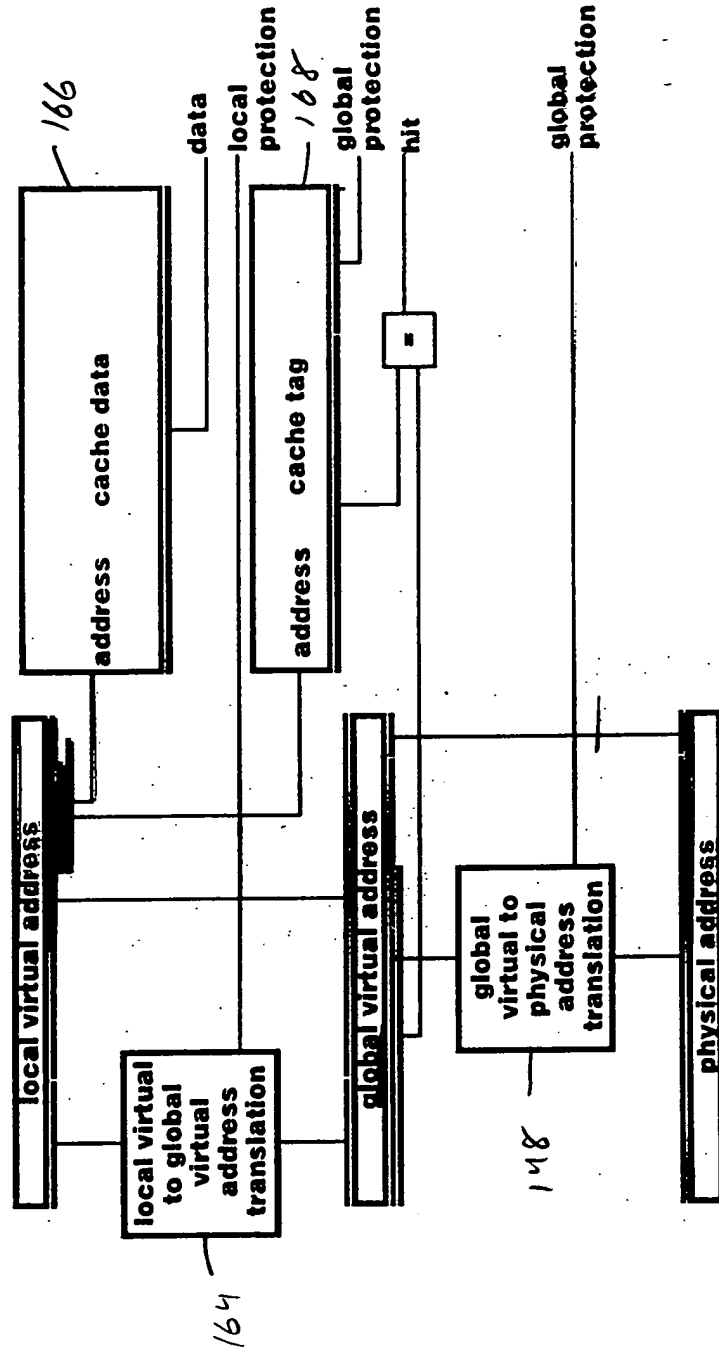 local virtual address
166
address cache data
data
local virtual
to global
virtual
address
translation
164
local
protection
address cache tag
168
global
protection
=
hit
global virtual address
global
virtual to
physical
address
translation
148
global
protection
physical address